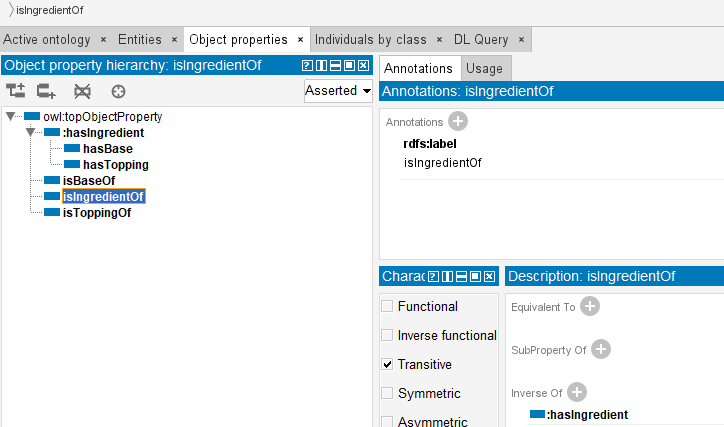 isIngredientOf
Active ontology × Entities × Object properties × Individuals by class × DL Query ×
Object property hierarchy: isIngredientOf
Asserted
owl:topObjectProperty
:hasIngredient
hasBase
hasTopping
isBaseOf
isIngredientOf
isToppingOf
Annotations Usage
Annotations: isIngredientOf
Annotations
rdfs:label
isIngredientOf
Charac
Functional
Inverse functional
Transitive
Symmetric
Asymmetric
Description: isIngredientOf
Equivalent To
SubProperty Of
Inverse Of
:hasIngredient